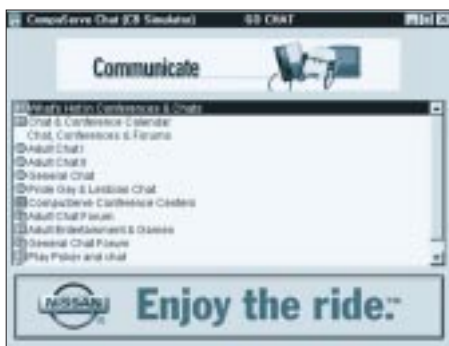 CompuServe Chat (CB Simulator) GO CHAT
Communicate
What's Hot in Conferences & Chats
Chat & Conference Calendar
Chat, Conferences & Forums
Adult Chat I
Adult Chat II
General Chat
Pride Gay & Lesbian Chat
CompuServe Conference Centers
Adult Chat Forum
Adult Entertainment & Games
General Chat Forum
Play Poker and chat
NISSAN Enjoy the ride.™